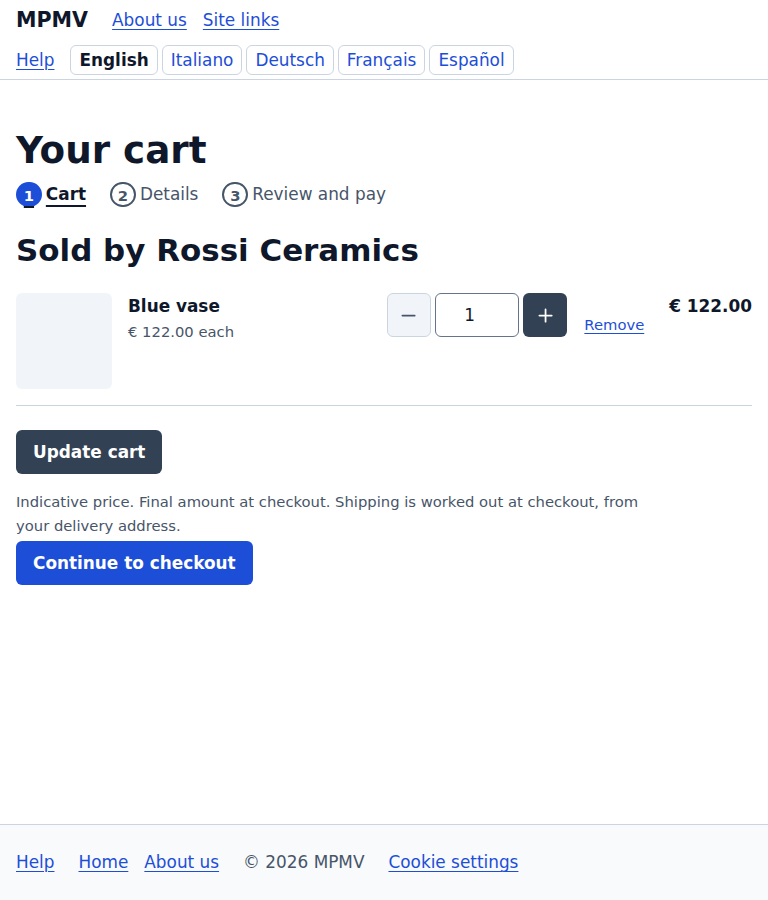 MPMV About us Site links
Help English Italiano Deutsch Français Español
Your cart
1 Cart 2 Details 3 Review and pay
Sold by Rossi Ceramics
Blue vase − 1 + € 122.00
€ 122.00 each Remove
Update cart
Indicative price. Final amount at checkout. Shipping is worked out at checkout, from
your delivery address.
Continue to checkout
Help Home About us © 2026 MPMV Cookie settings